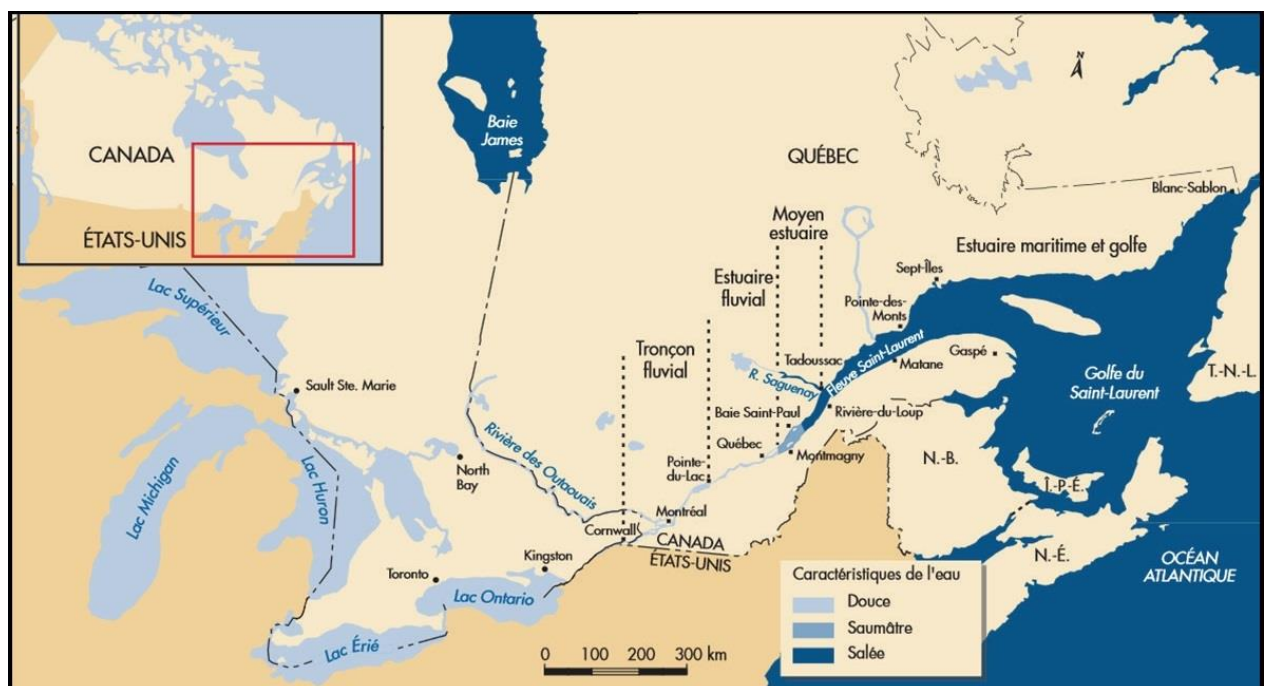 CANADA
ÉTATS-UNIS
Baie
James
QUÉBEC
N
Blanc-Sablon
Moyen
estuaire
Estuaire maritime et golfe
Estuaire
fluvial
Sept-Îles
Pointe-des-
Monts
Tronçon
fluvial
Lac Supérieur
Sault Ste. Marie
Tadoussac
Fleuve Saint-Laurent
Matane
Gaspé
Golfe du
Saint-Laurent
T.-N.-L.
R. Saguenay
Baie Saint-Paul
Rivière-du-Loup
Québec
Montmagny
N.-B.
Î.-P.-É.
Lac Michigan
Lac Huron
North
Bay
Rivière des Outaouais
Pointe-
du-Lac
Montréal
Cornwall
CANADA
ÉTATS-UNIS
N.-É.
OCÉAN
ATLANTIQUE
Toronto
Kingston
Lac Ontario
Lac Érié
0 100 200 300 km
Caractéristiques de l'eau
Douce
Saumâtre
Salée